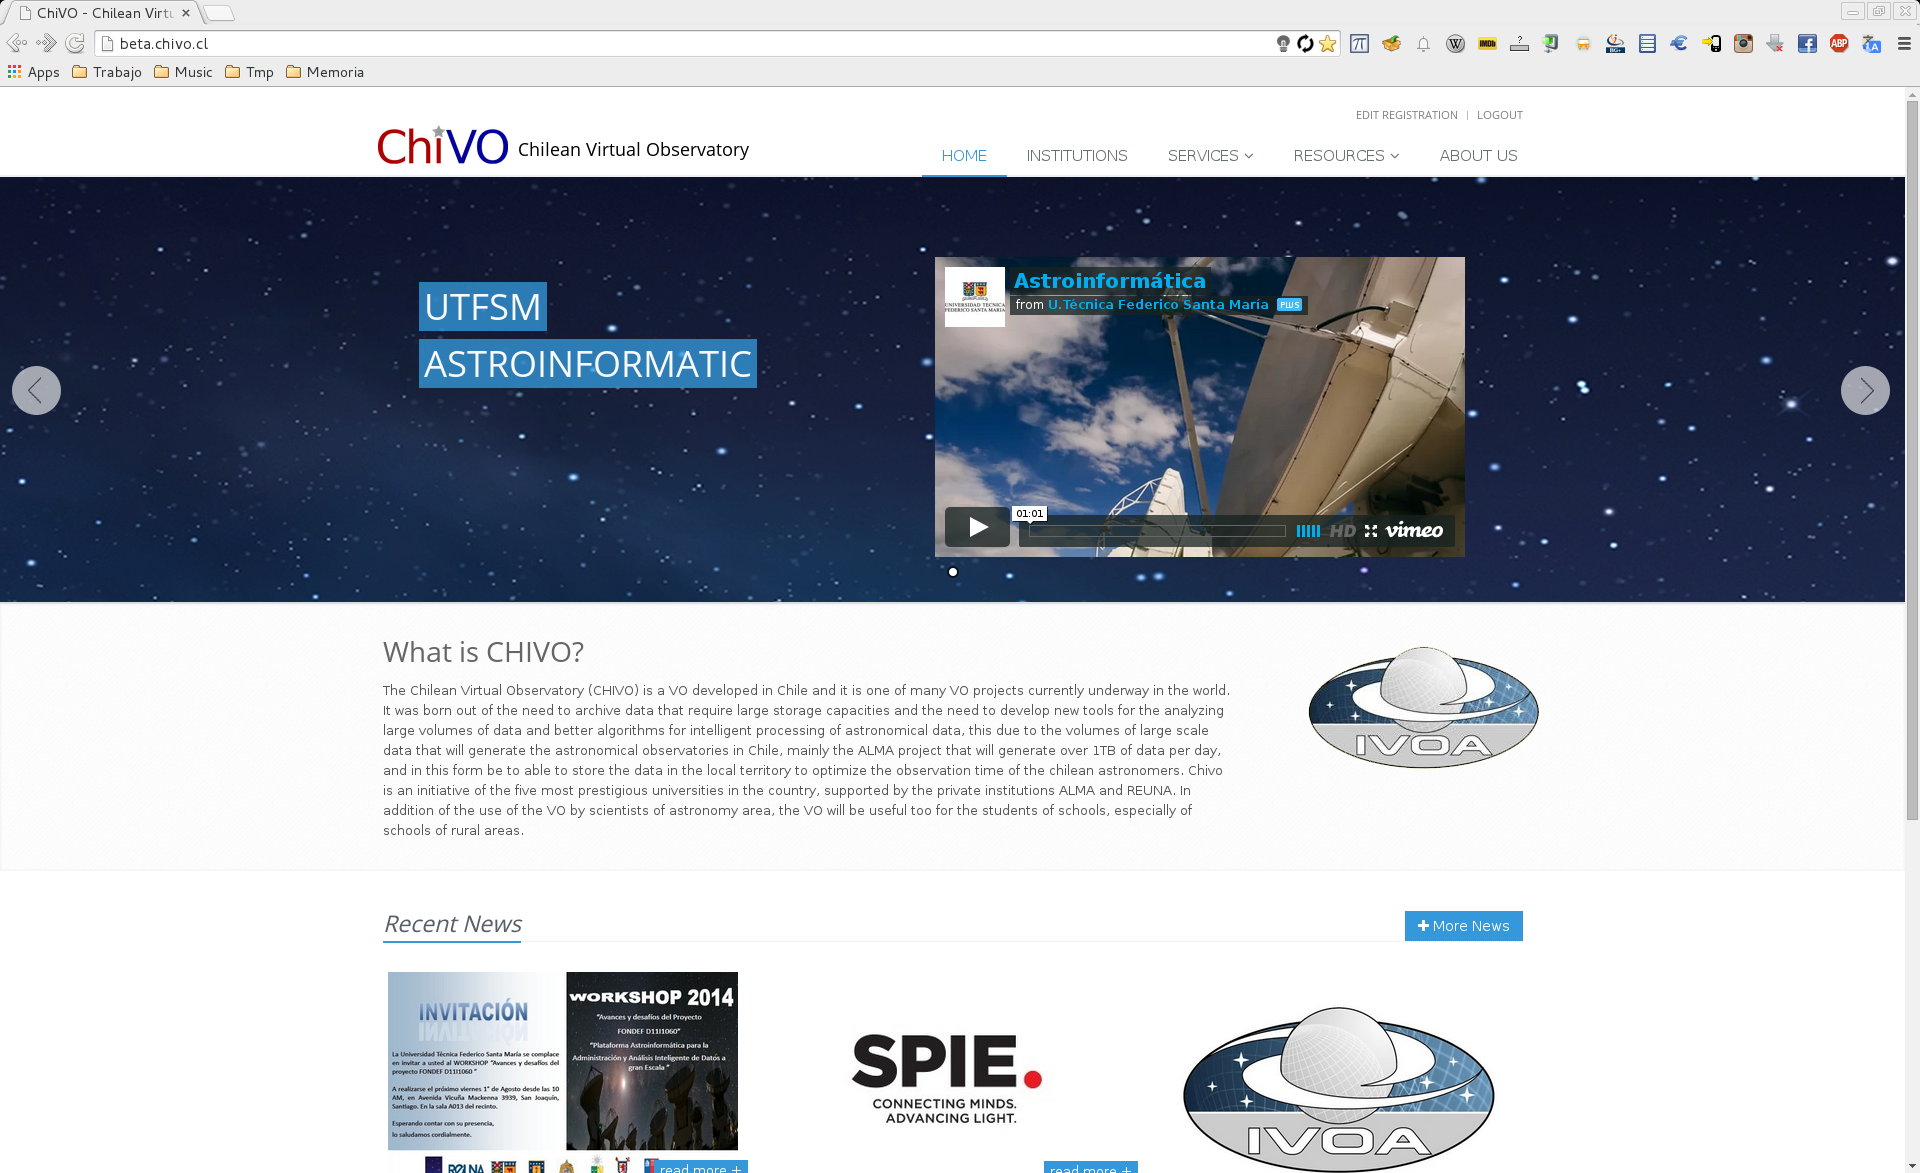 ChiVO - Chilean Virtu
beta.chivo.cl
Apps Trabajo Music Tmp Memoria
EDIT REGISTRATION | LOGOUT
ChiVO Chilean Virtual Observatory
HOME INSTITUTIONS SERVICES RESOURCES ABOUT US
UTFSM
ASTROINFORMATIC
Astroinformática
from U.Técnica Federico Santa María PLUS
UNIVERSIDAD TECNICA
FEDERICO SANTA MARIA
01:01
HD vimeo
What is CHIVO?
The Chilean Virtual Observatory (CHIVO) is a VO developed in Chile and it is one of many VO projects currently underway in the world.
It was born out of the need to archive data that require large storage capacities and the need to develop new tools for the analyzing
large volumes of data and better algorithms for intelligent processing of astronomical data, this due to the volumes of large scale
data that will generate the astronomical observatories in Chile, mainly the ALMA project that will generate over 1TB of data per day,
and in this form be to able to store the data in the local territory to optimize the observation time of the chilean astronomers. Chivo
is an initiative of the five most prestigious universities in the country, supported by the private institutions ALMA and REUNA. In
addition of the use of the VO by scientists of astronomy area, the VO will be useful too for the students of schools, especially of
schools of rural areas.
IVOA
Recent News
More News
INVITACIÓN
La Universidad Técnica Federico Santa María se complace
en invitar a usted al WORKSHOP "Avances y desafíos del
proyecto FONDEF D11I1060 "
A realizarse el próximo viernes 1° de Agosto desde las 10
AM, en Avenida Vicuña Mackenna 3939, San Joaquín,
Santiago. En la sala A013 del recinto.
Esperando contar con su presencia,
lo saludamos cordialmente.
WORKSHOP 2014
"Avances y desafíos del Proyecto
FONDEF D11I1060"
"Plataforma Astroinformática para la
Administración y Análisis Inteligente de Datos a
gran Escala "
REUNA
read more +
SPIE.
CONNECTING MINDS.
ADVANCING LIGHT.
read more +
IVOA